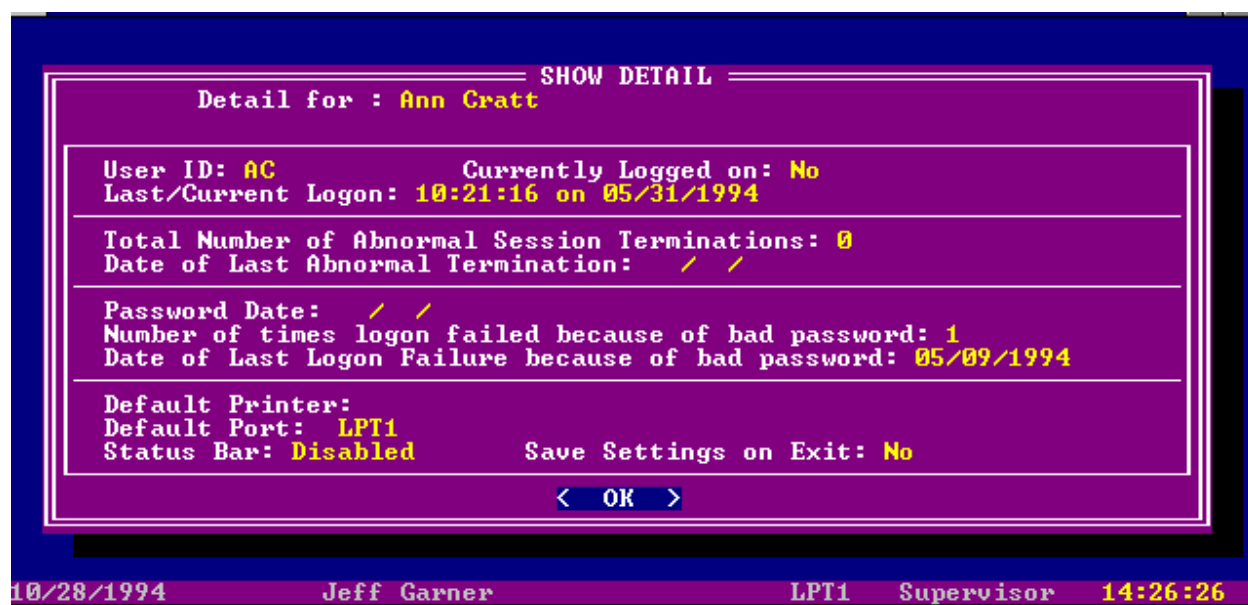 SHOW DETAIL
Detail for : Ann Cratt
User ID: AC Currently Logged on: No
Last/Current Logon: 10:21:16 on 05/31/1994
Total Number of Abnormal Session Terminations: 0
Date of Last Abnormal Termination: / /
Password Date: / /
Number of times logon failed because of bad password: 1
Date of Last Logon Failure because of bad password: 05/09/1994
Default Printer:
Default Port: LPT1
Status Bar: Disabled Save Settings on Exit: No
< OK >
10/28/1994 Jeff Garner LPT1 Supervisor 14:26:26